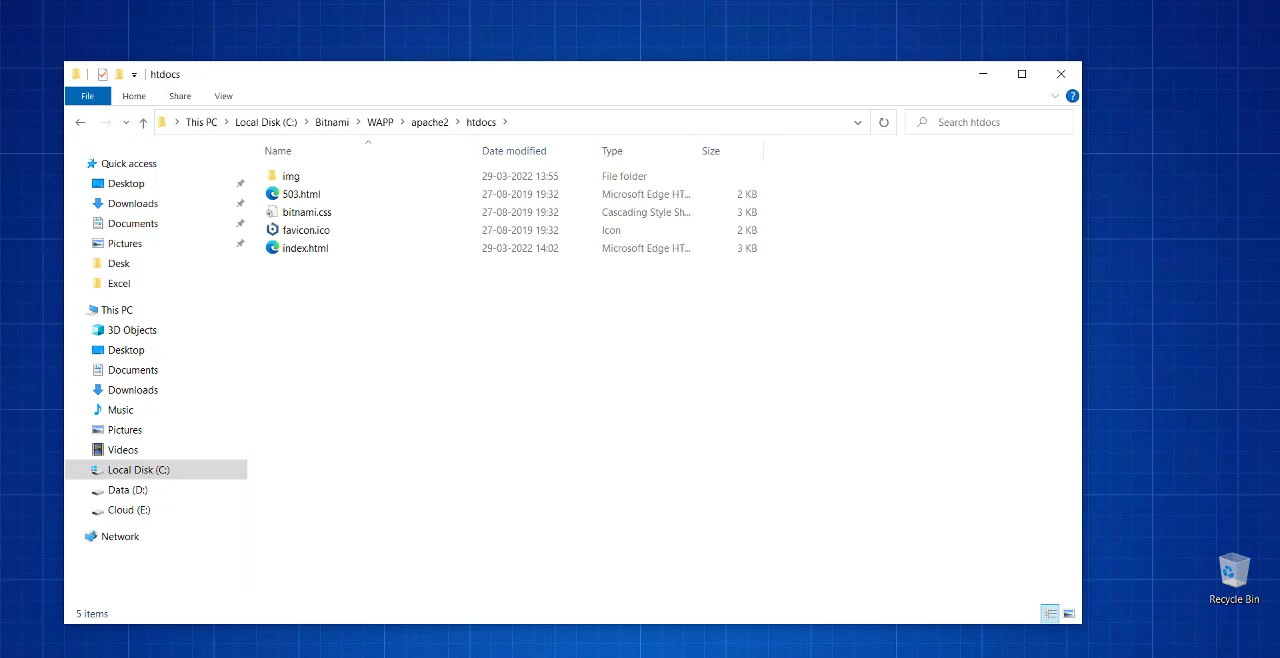 htdocs
File Home Share View
This PC Local Disk (C:) Bitnami WAPP apache2 htdocs
Search htdocs
Name Date modified Type Size
img 29-03-2022 13:55 File folder
503.html 27-08-2019 19:32 Microsoft Edge HT... 2 KB
bitnami.css 27-08-2019 19:32 Cascading Style Sh... 3 KB
favicon.ico 27-08-2019 19:32 Icon 2 KB
index.html 29-03-2022 14:02 Microsoft Edge HT... 3 KB
Quick access
Desktop
Downloads
Documents
Pictures
Desk
Excel
This PC
3D Objects
Desktop
Documents
Downloads
Music
Pictures
Videos
Local Disk (C:)
Data (D:)
Cloud (E:)
Network
5 items
Recycle Bin